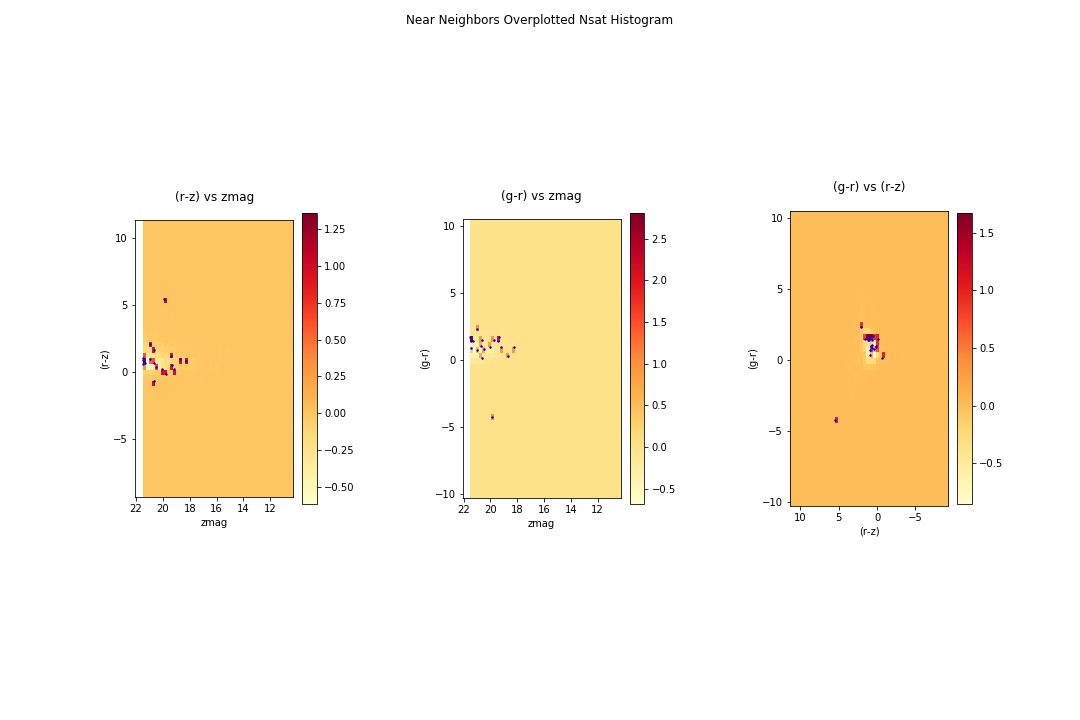 Near Neighbors Overplotted Nsat Histogram
(r-z) vs zmag
10
5
0
−5
(r-z)
22 20 18 16 14 12
zmag
1.25
1.00
0.75
0.50
0.25
0.00
−0.25
−0.50
(g-r) vs zmag
10
5
0
−5
−10
(g-r)
22 20 18 16 14 12
zmag
2.5
2.0
1.5
1.0
0.5
0.0
−0.5
(g-r) vs (r-z)
10
5
0
−5
−10
(g-r)
10 5 0 −5
(r-z)
1.5
1.0
0.5
0.0
−0.5